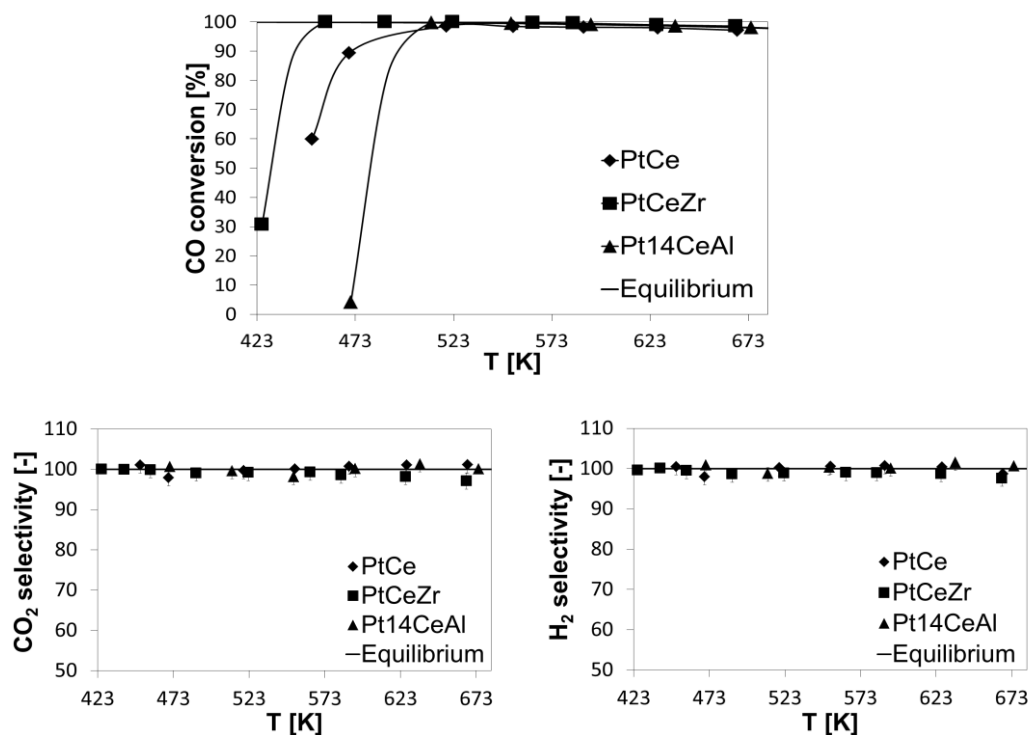 CO conversion [%]
100
90
80
70
60
50
40
30
20
10
0
PtCe
PtCeZr
Pt14CeAl
Equilibrium
423 473 523 573 623 673
T [K]
CO2 selectivity [-]
110
100
90
80
70
60
50
PtCe
PtCeZr
Pt14CeAl
Equilibrium
423 473 523 573 623 673
T [K]
H2 selectivity [-]
110
100
90
80
70
60
50
PtCe
PtCeZr
Pt14CeAl
Equilibrium
423 473 523 573 623 673
T [K]